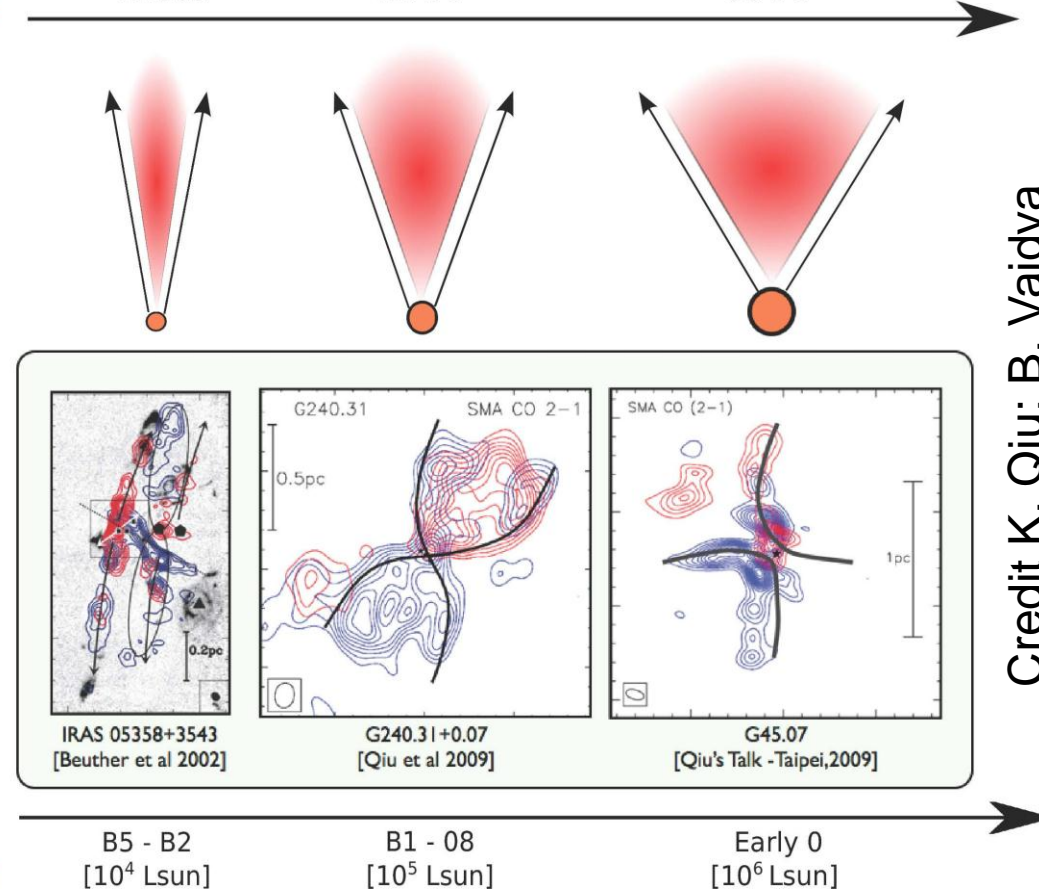 G240.31 SMA CO 2-1
0.5pc
SMA CO (2-1)
1pc
0.2pc
IRAS 05358+3543
[Beuther et al 2002]
G240.31+0.07
[Qiu et al 2009]
G45.07
[Qiu's Talk -Taipei,2009]
B5 - B2
[10⁴ Lsun]
B1 - 08
[10⁵ Lsun]
Early 0
[10⁶ Lsun]
Credit K. Qiu; B. Vaidya